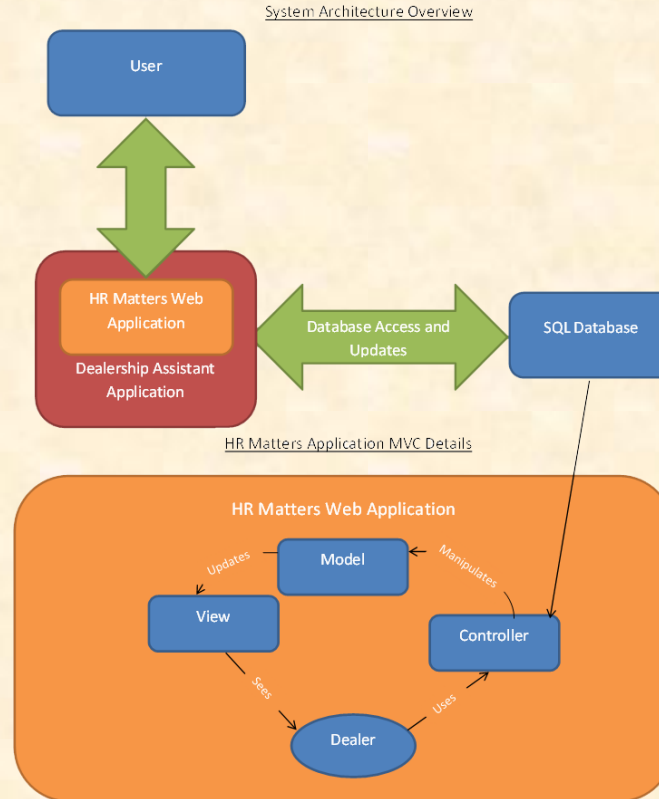 System Architecture Overview
User
HR Matters Web
Application
Dealership Assistant
Application
Database Access and
Updates
SQL Database
HR Matters Application MVC Details
HR Matters Web Application
Model
Updates
Manipulates
View
Controller
Sees
Uses
Dealer